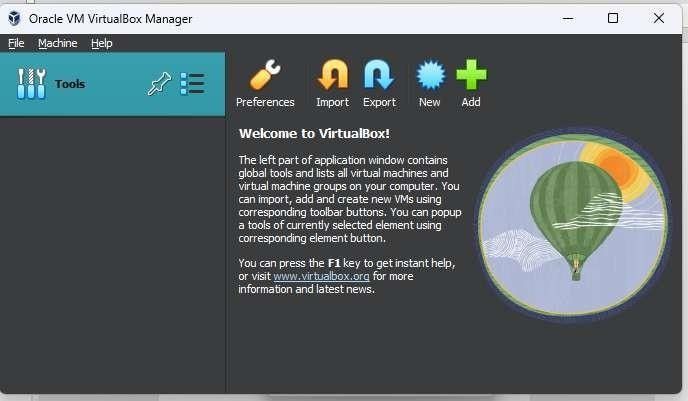 Oracle VM VirtualBox Manager
File Machine Help
Tools
Preferences Import Export New Add
Welcome to VirtualBox!
The left part of application window contains
global tools and lists all virtual machines and
virtual machine groups on your computer. You
can import, add and create new VMs using
corresponding toolbar buttons. You can popup
a tools of currently selected element using
corresponding element button.
You can press the F1 key to get instant help,
or visit www.virtualbox.org for more
information and latest news.